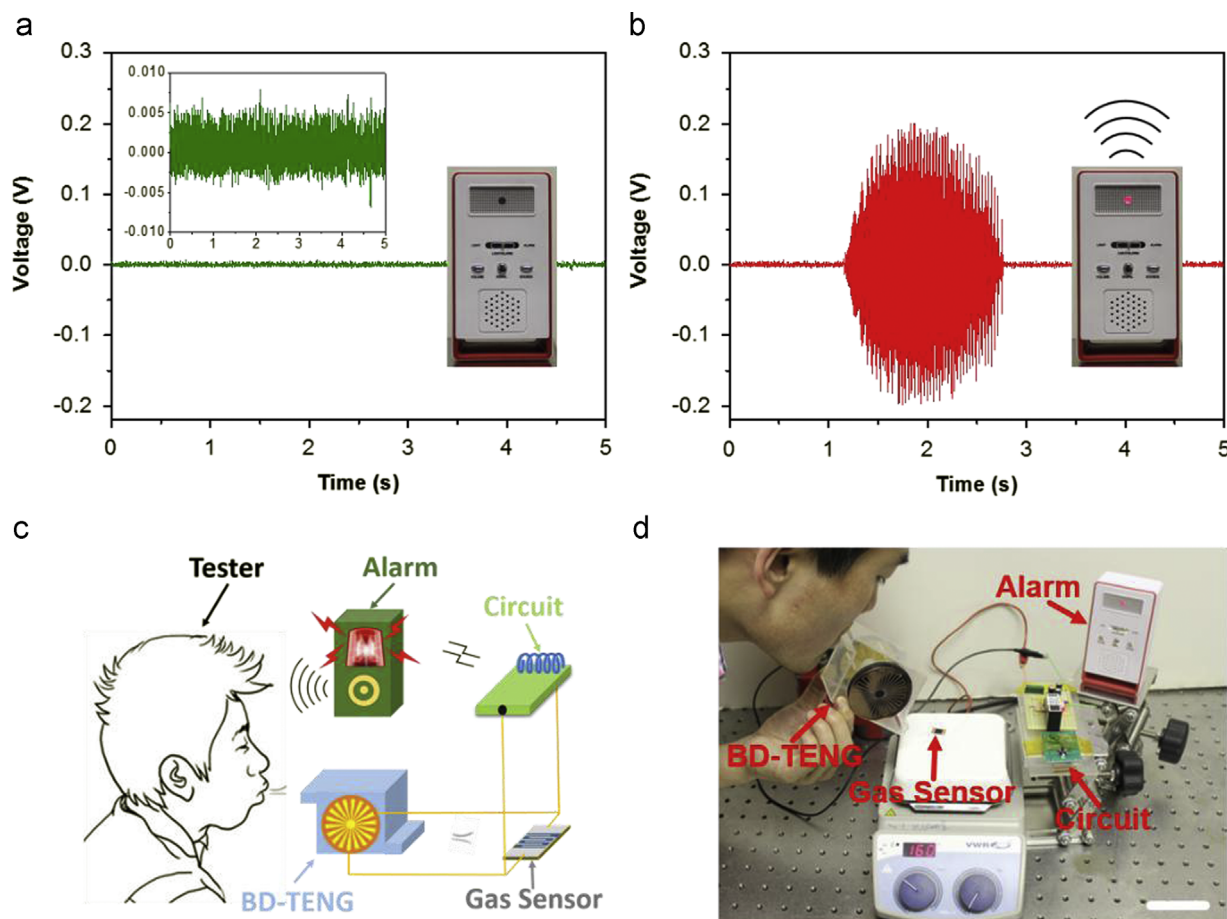 a
0.3
0.2
0.1
0.0
-0.1
-0.2
Voltage (V)
0.010
0.005
0.000
-0.005
-0.010
0 1 2 3 4 5
0 1 2 3 4 5
Time (s)
b
0.3
0.2
0.1
0.0
-0.1
-0.2
Voltage (V)
ALARM
0 1 2 3 4 5
Time (s)
c
Tester
Alarm
Circuit
BD-TENG
Gas Sensor
d
Alarm
BD-TENG
Gas Sensor
Circuit
160
VWR